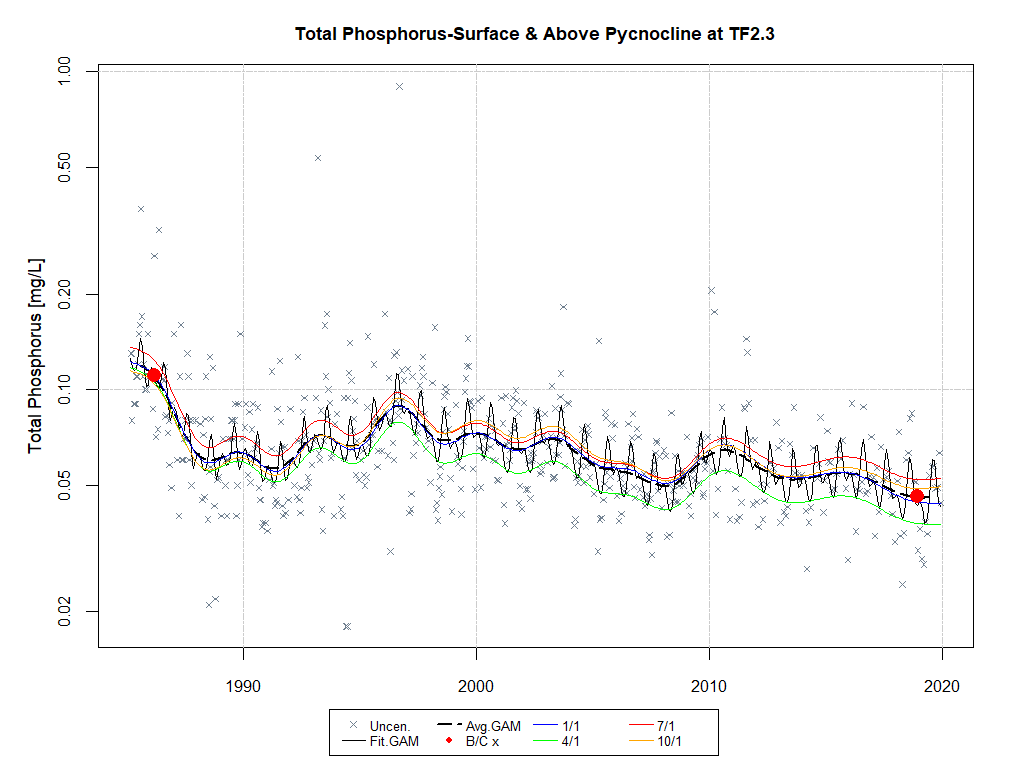 Total Phosphorus-Surface & Above Pycnocline at TF2.3
Total Phosphorus [mg/L]
1.00
0.50
0.20
0.10
0.05
0.02
1990 2000 2010 2020
Uncen. Avg.GAM 1/1 7/1
Fit.GAM B/C x 4/1 10/1